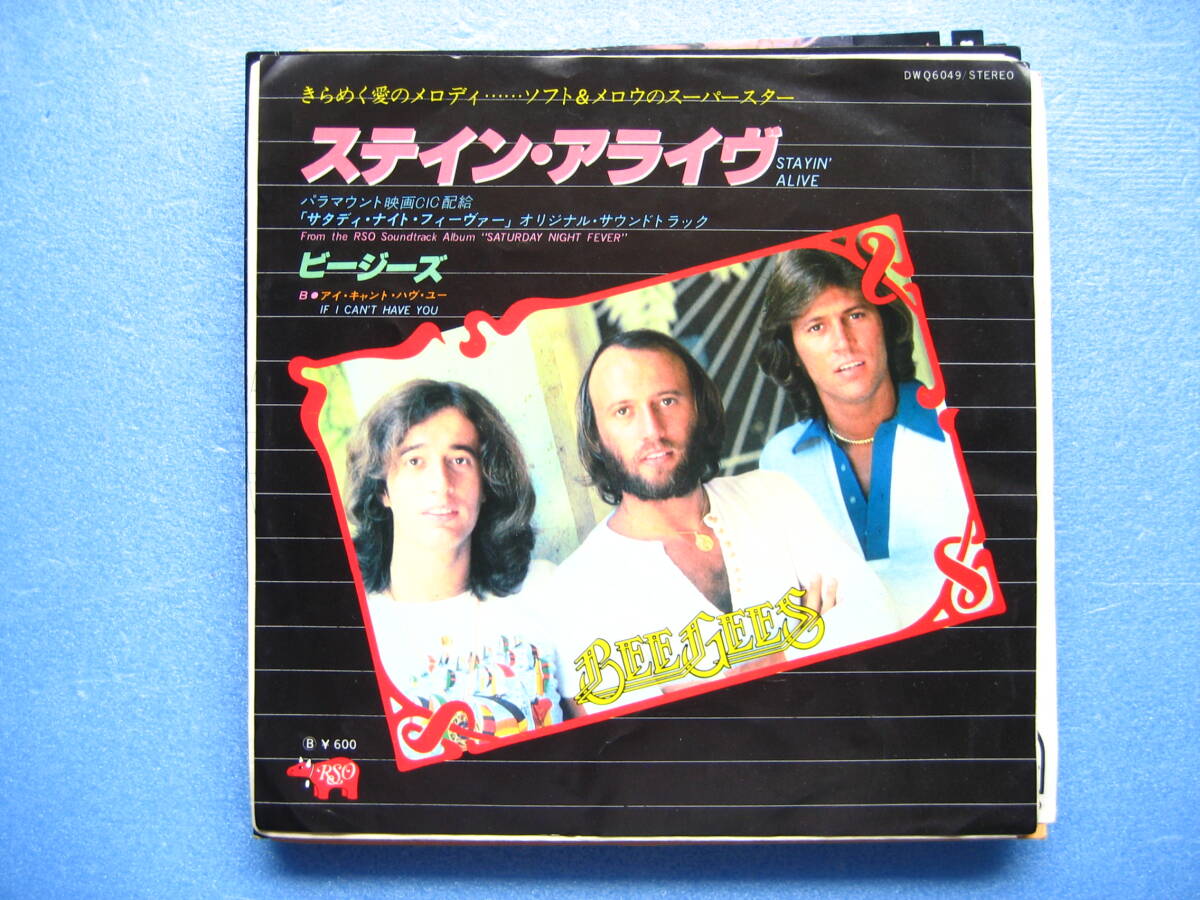 DWQ6049/STEREO
きらめく愛のメロディ……ソフト&メロウのスーパースター
ステイン・アライヴ
STAYIN'
ALIVE
パラマウント映画CIC配給
「サタディ・ナイト・フィーヴァー」オリジナル・サウンドトラック
From the RSO Soundtrack Album "SATURDAY NIGHT FEVER"
ビージーズ
B●アイ・キャント・ハヴ・ユー
IF I CAN'T HAVE YOU
BEE GEES
Ⓑ ¥600
RSO